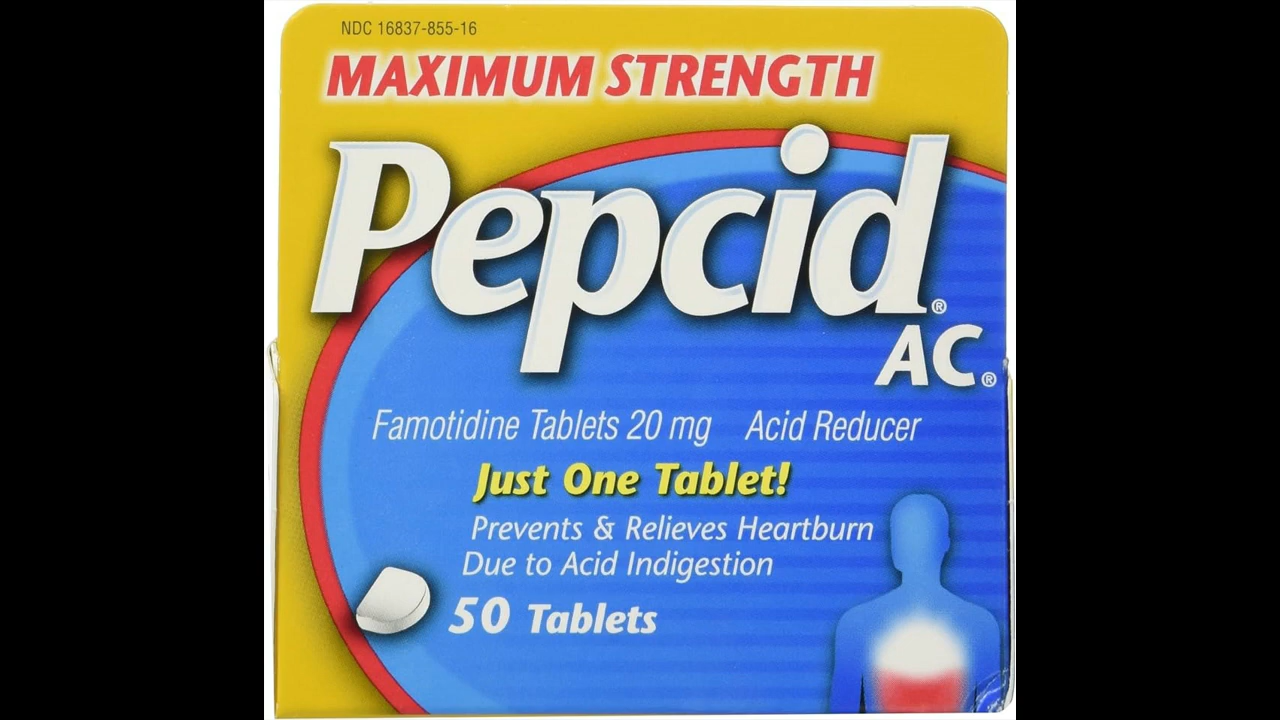 NDC 16837-855-16
MAXIMUM STRENGTH
Pepcid®
AC®
Famotidine Tablets 20 mg Acid Reducer
Just One Tablet!
Prevents & Relieves Heartburn
Due to Acid Indigestion
50 Tablets